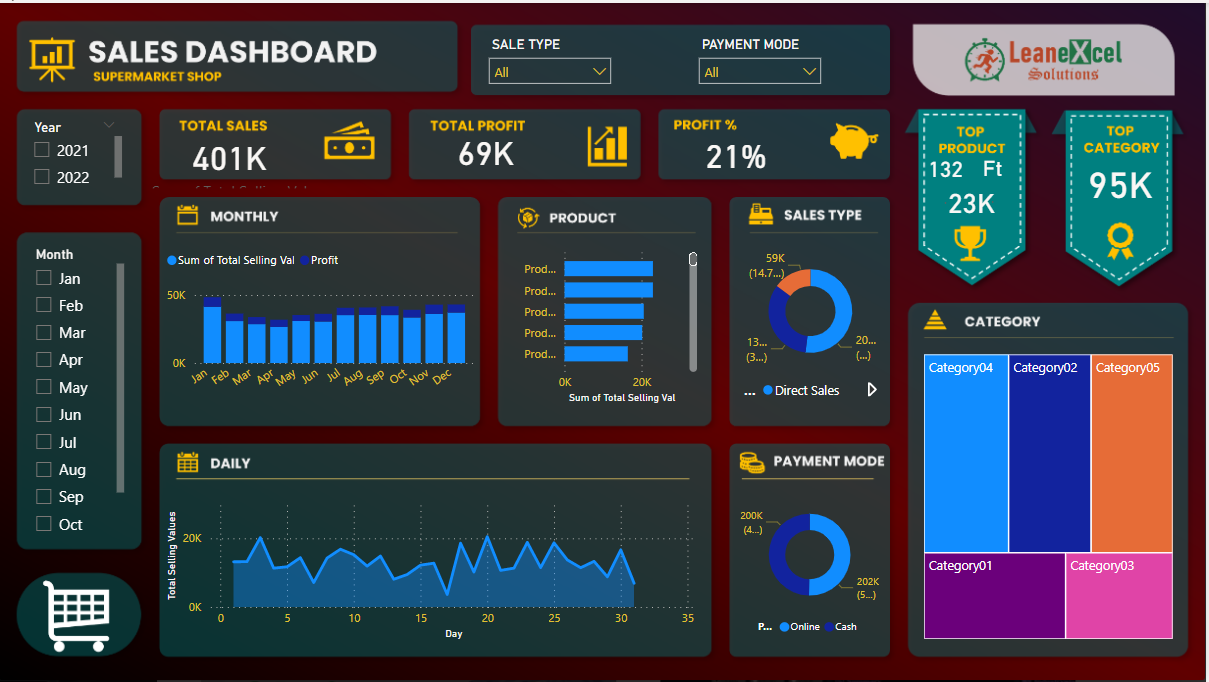 SALES DASHBOARD
SUPERMARKET SHOP
SALE TYPE
All
PAYMENT MODE
All
LeaneXcel
Solutions
Year
2021
2022
TOTAL SALES
401K
TOTAL PROFIT
69K
PROFIT %
21%
TOP
PRODUCT
132 Ft
23K
TOP
CATEGORY
95K
Month
Jan
Feb
Mar
Apr
May
Jun
Jul
Aug
Sep
Oct
MONTHLY
Sum of Total Selling Val Profit
50K
0K
Jan Feb Mar Apr May Jun Jul Aug Sep Oct Nov Dec
PRODUCT
Prod...
Prod...
Prod...
Prod...
Prod...
0K 20K
Sum of Total Selling Val
SALES TYPE
59K
(14.7...)
13...
(3...)
20...
(...)
... Direct Sales
CATEGORY
Category04 Category02 Category05
Category01 Category03
DAILY
Total Selling Values
20K
0K
0 5 10 15 20 25 30 35
Day
PAYMENT MODE
200K
(4...)
202K
(5...)
P... Online Cash